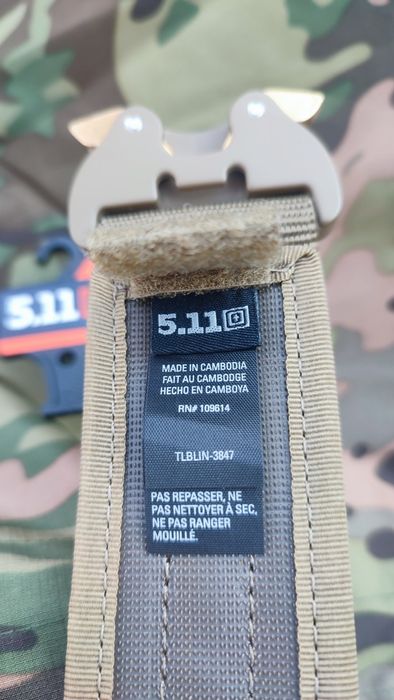 5.11
5.11
MADE IN CAMBODIA
FAIT AU CAMBODGE
HECHO EN CAMBOYA
RN# 109614
TLBLIN-3847
PAS REPASSER, NE
PAS NETTOYER À SEC,
NE PAS RANGER
MOUILLÉ.